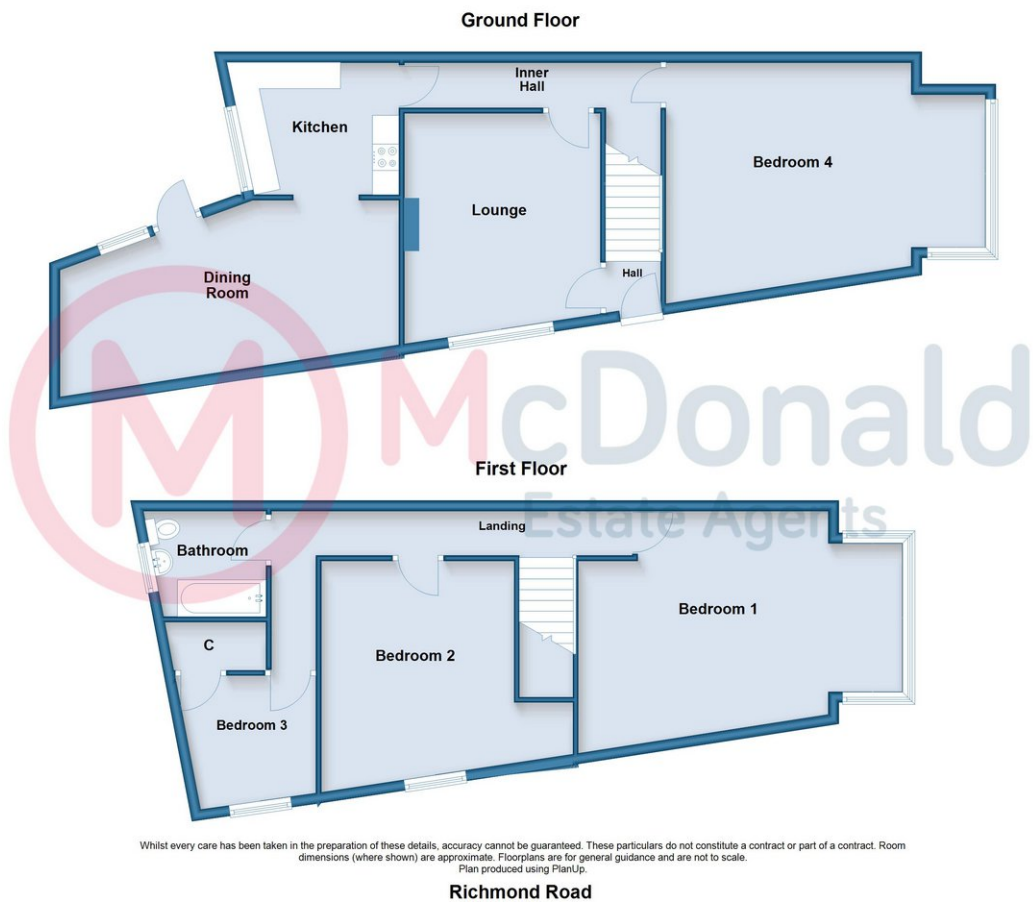 Ground Floor
Inner
Hall
Kitchen
Bedroom 4
Lounge
Hall
Dining
Room
M McDonald
Estate Agents
First Floor
Landing
Bathroom
Bedroom 1
C
Bedroom 2
Bedroom 3
Whilst every care has been taken in the preparation of these details, accuracy cannot be guaranteed. These particulars do not constitute a contract or part of a contract. Room
dimensions (where shown) are approximate. Floorplans are for general guidance and are not to scale.
Plan produced using PlanUp.
Richmond Road